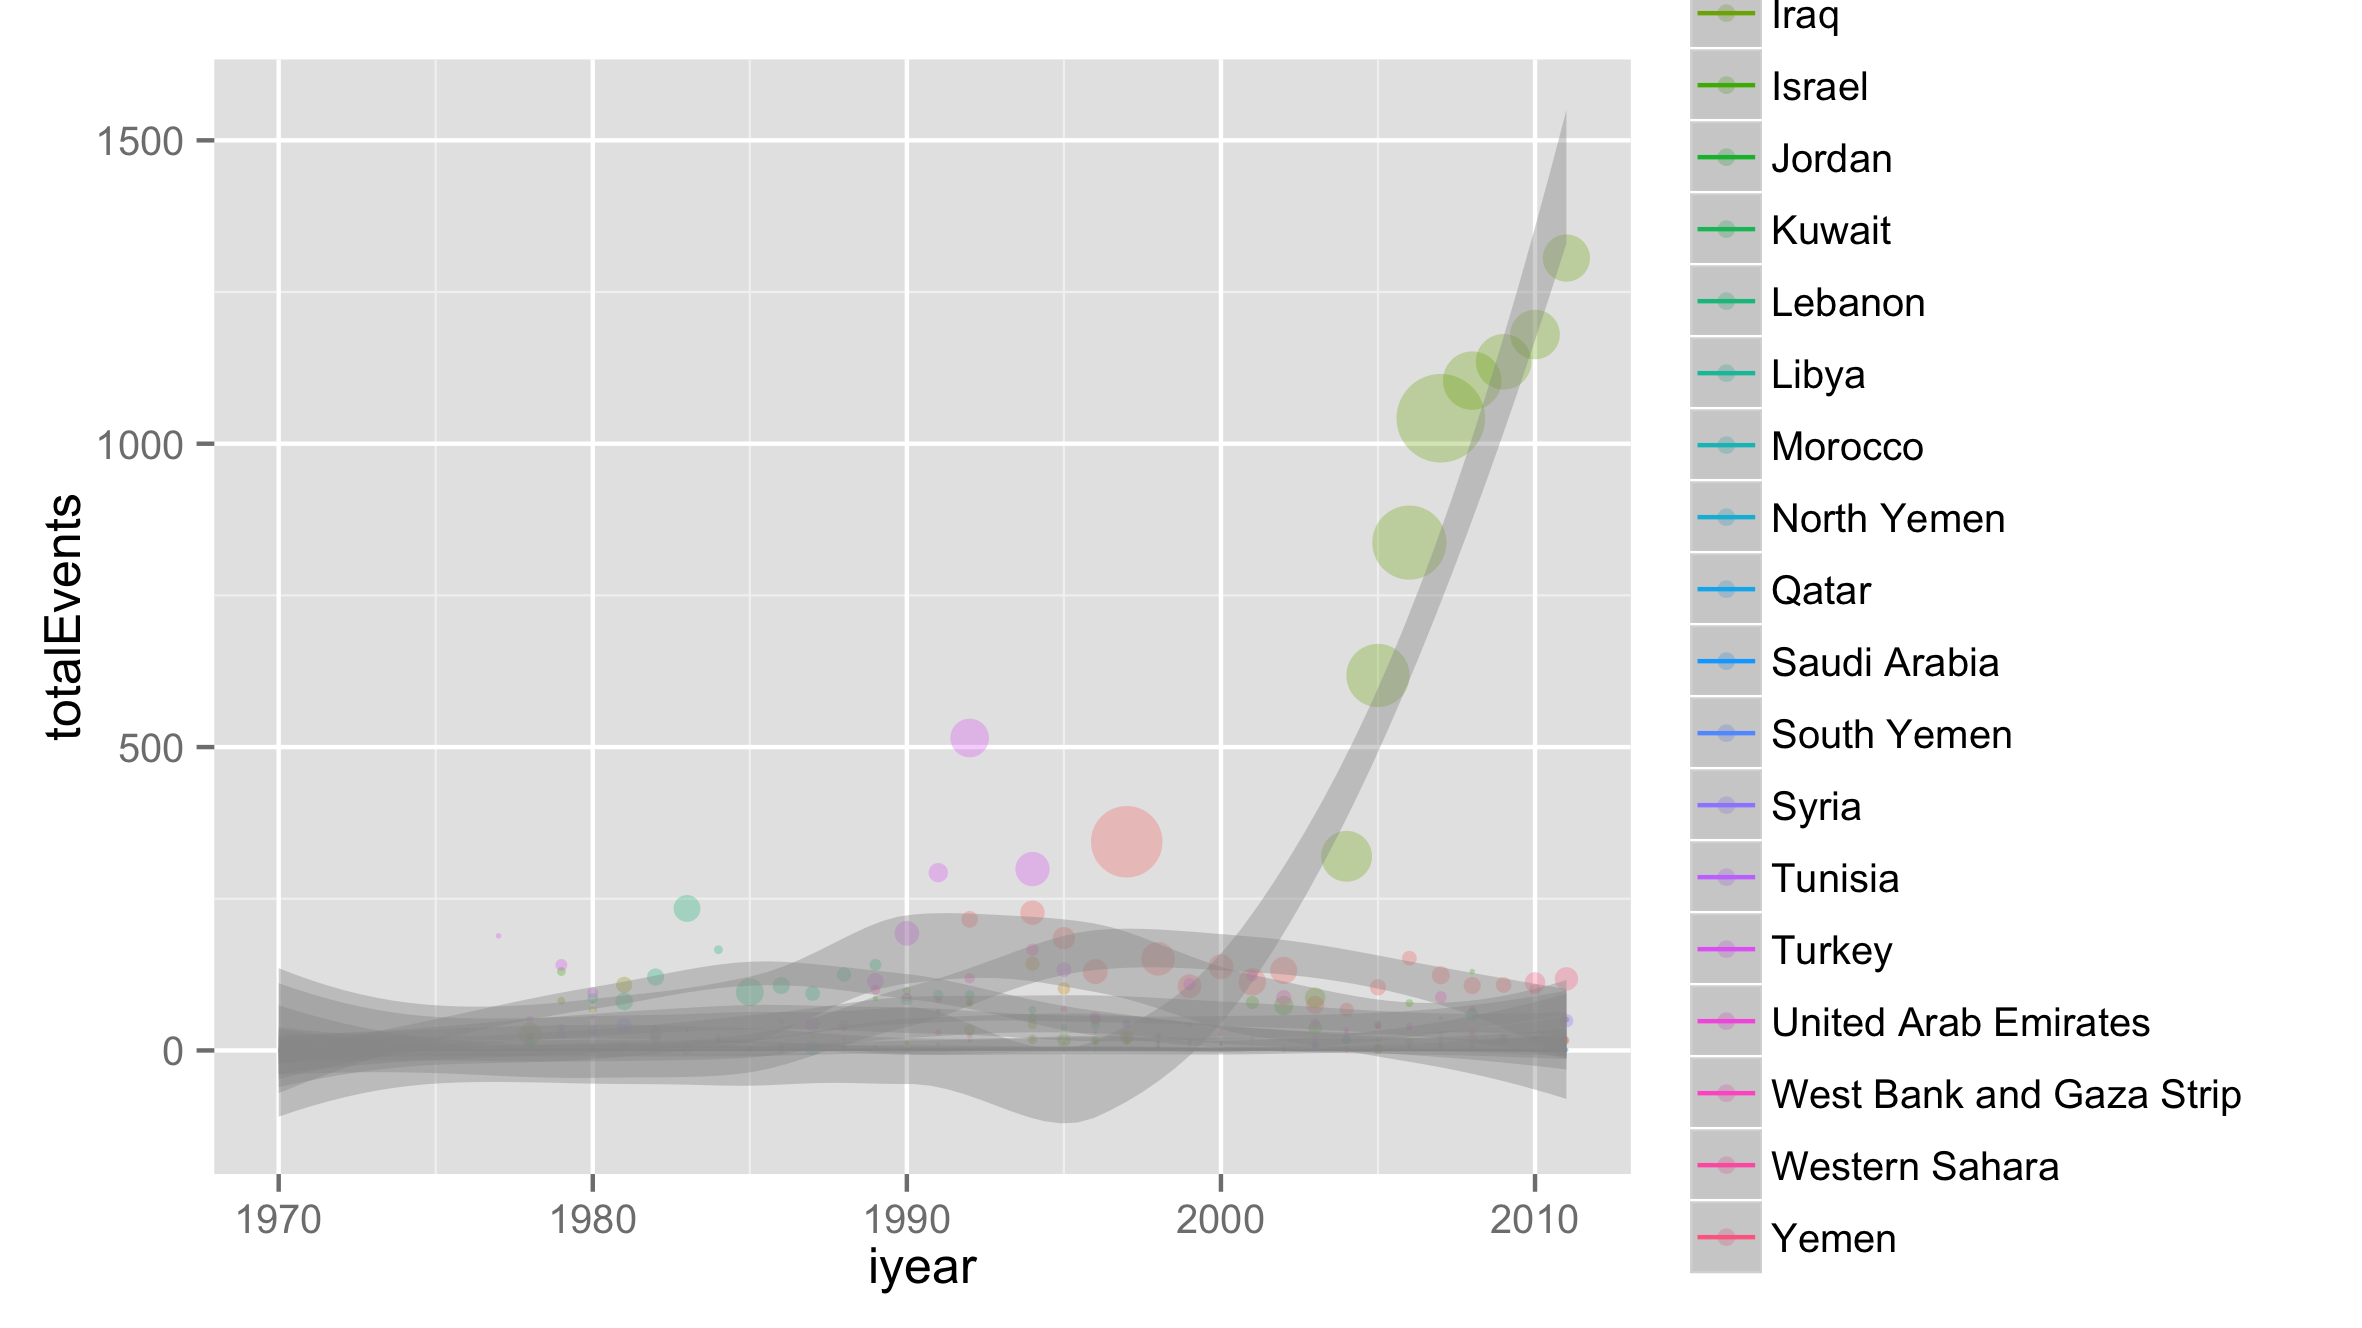 1500
1000
500
0
totalEvents
1970 1980 1990 2000 2010
iyear
Iraq
Israel
Jordan
Kuwait
Lebanon
Libya
Morocco
North Yemen
Qatar
Saudi Arabia
South Yemen
Syria
Tunisia
Turkey
United Arab Emirates
West Bank and Gaza Strip
Western Sahara
Yemen